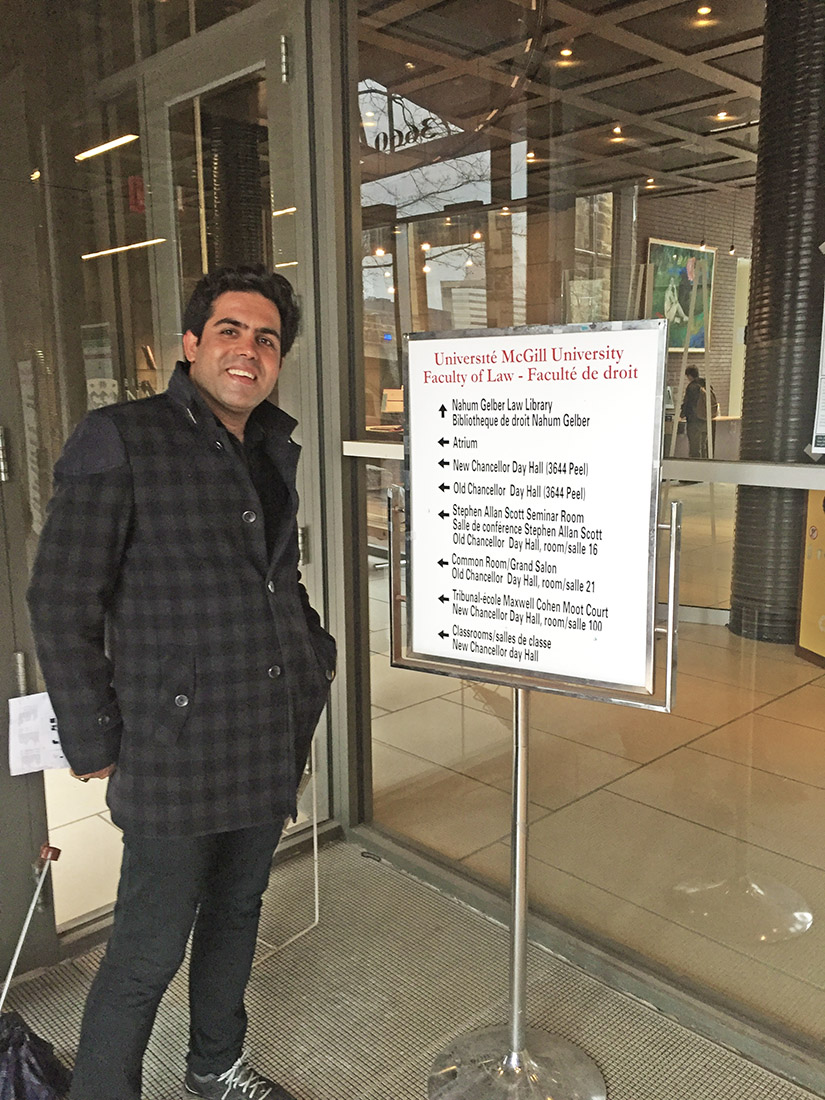 3690
Université McGill University
Faculty of Law - Faculté de droit
Nahum Gelber Law Library
Bibliotheque de droit Nahum Gelber
Atrium
New Chancellor Day Hall (3644 Peel)
Old Chancellor Day Hall (3644 Peel)
Stephen Allan Scott Seminar Room
Salle de conférence Stephen Allan Scott
Old Chancellor Day Hall, room/salle 16
Common Room/Grand Salon
Old Chancellor Day Hall, room/salle 21
Tribunal-école Maxwell Cohen Moot Court
New Chancellor Day Hall, room/salle 100
Classrooms/salles de classe
New Chancellor day Hall